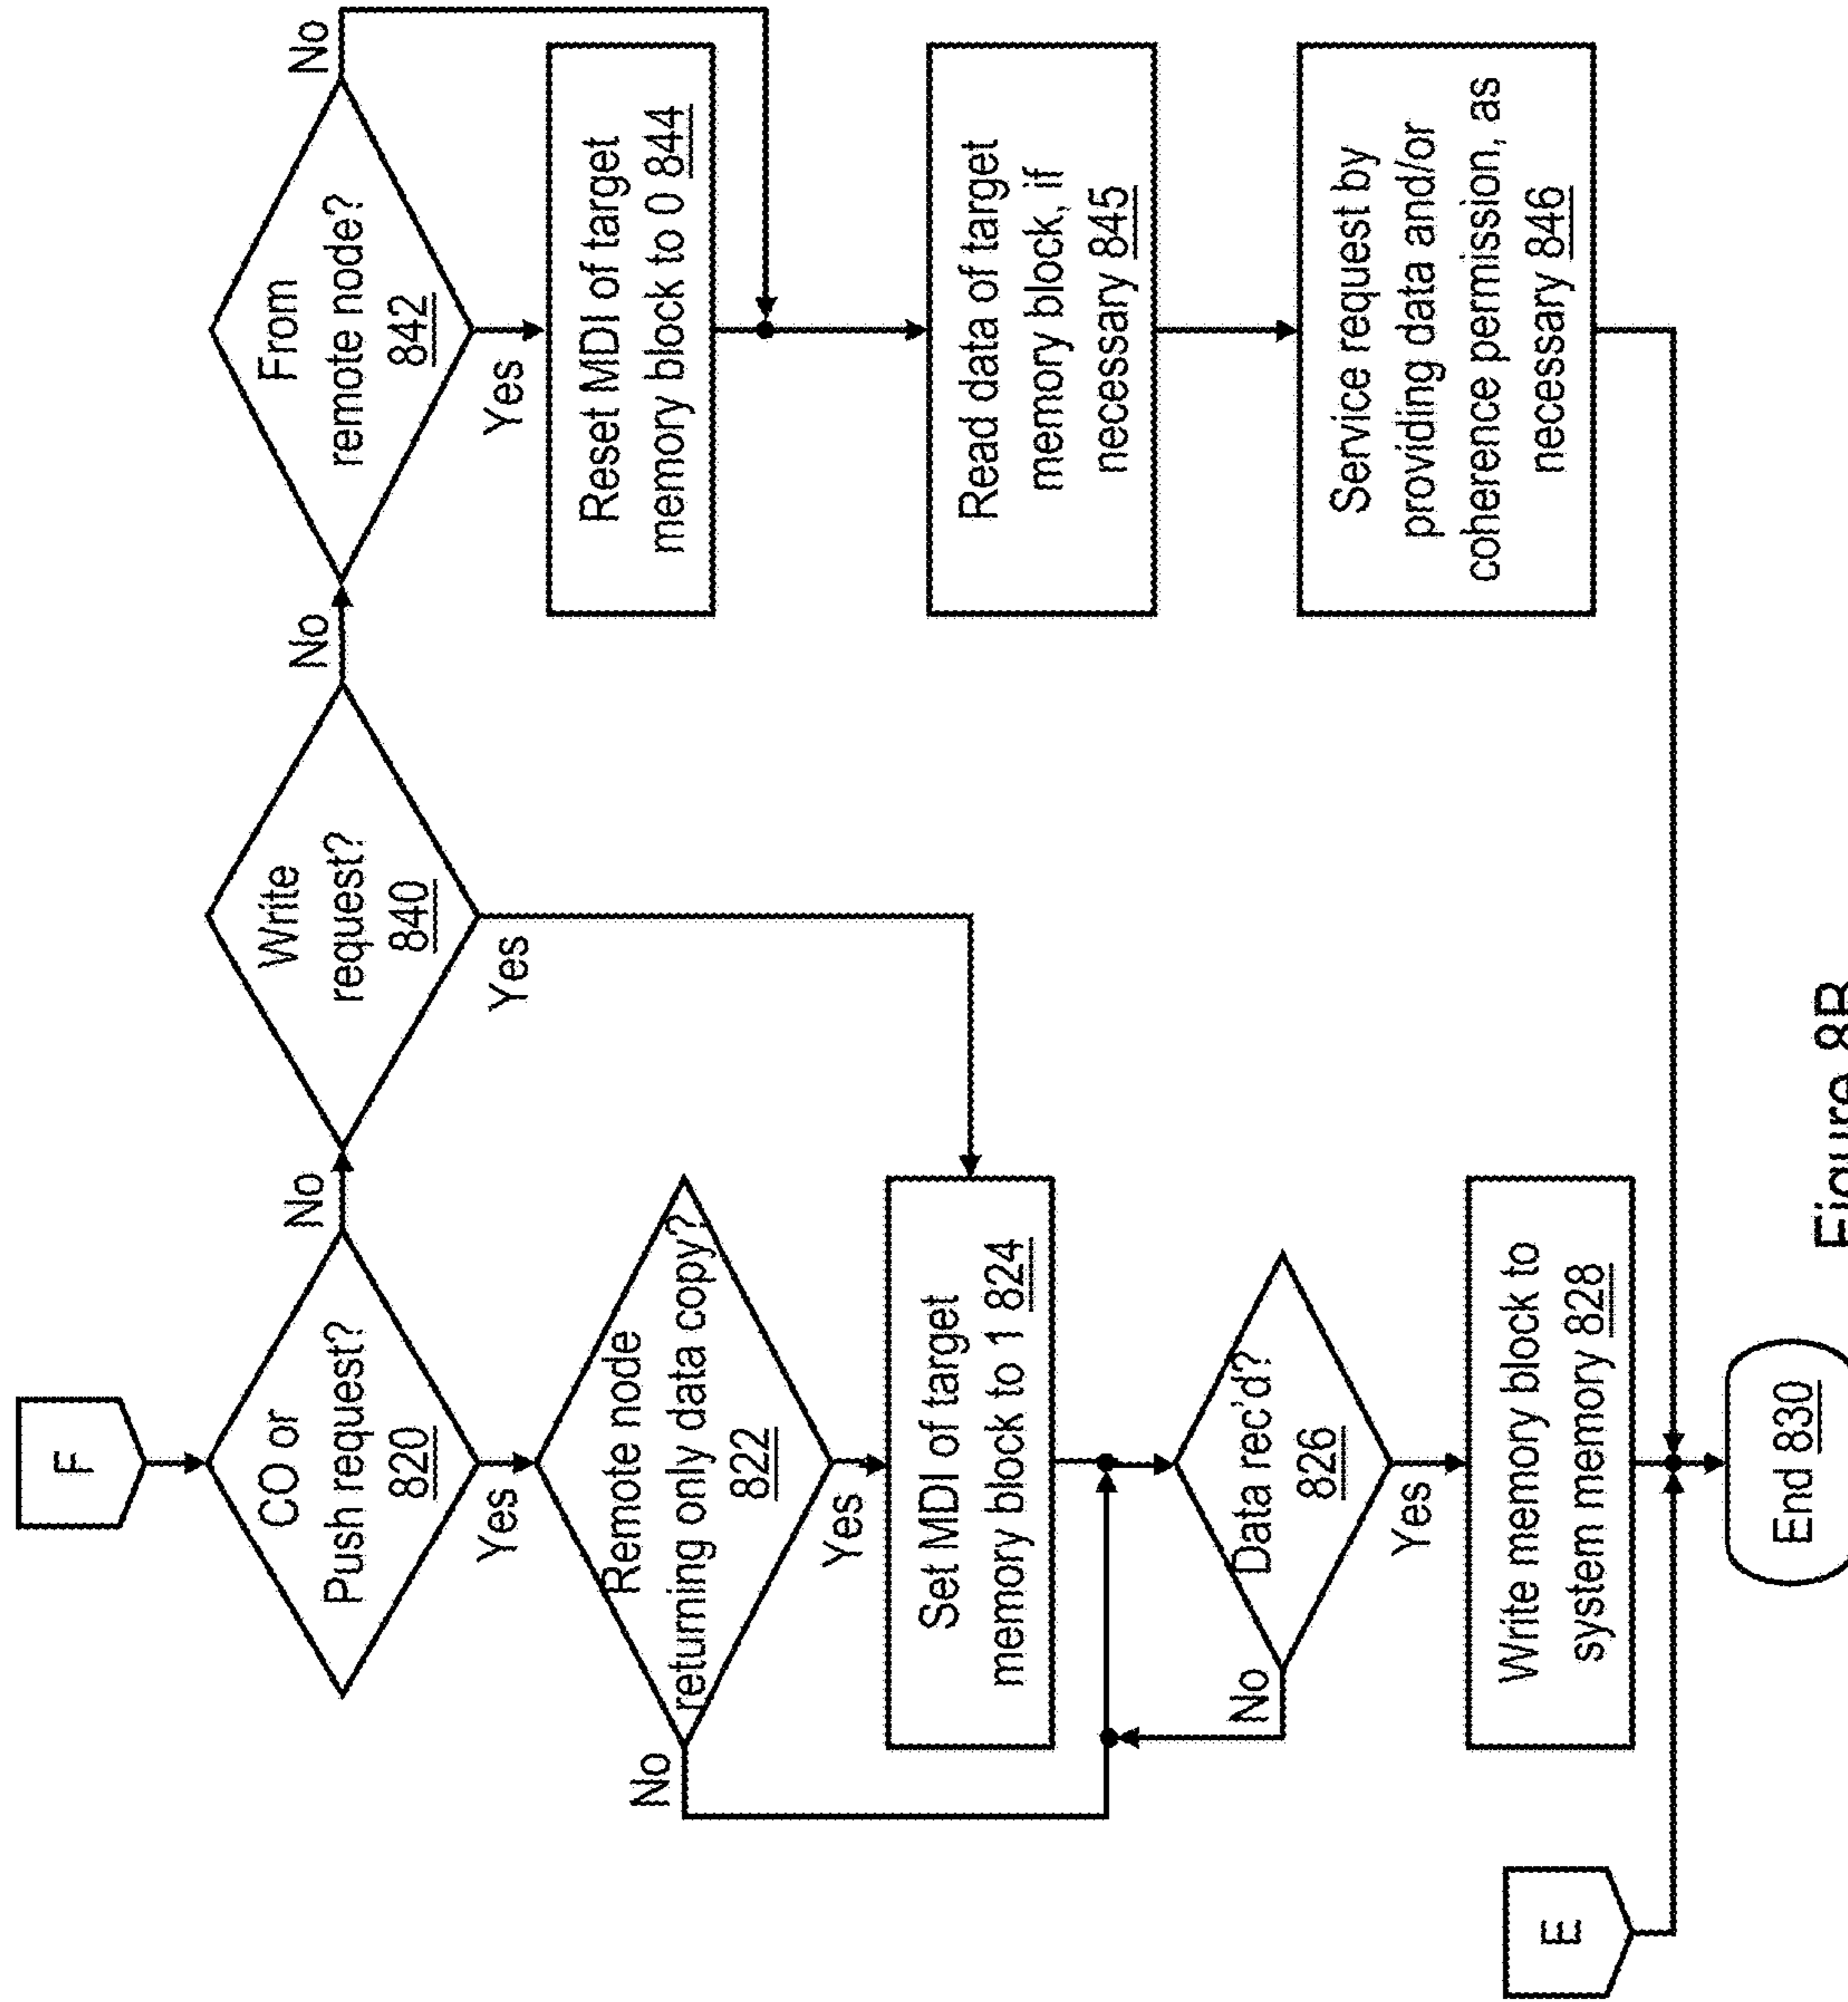 F
CO or
Push request?
820
No
Yes
Write
request?
840
No
Yes
From
remote node?
842
No
Yes
Remote node
returning only data copy?
822
No
Yes
Reset MDI of target
memory block to 0 844
Set MDI of target
memory block to 1 824
Read data of target
memory block, if
necessary 845
Data rec'd?
826
No
Yes
Service request by
providing data and/or
coherence permission, as
necessary 846
Write memory block to
system memory 828
E
End 830
Figure 8B